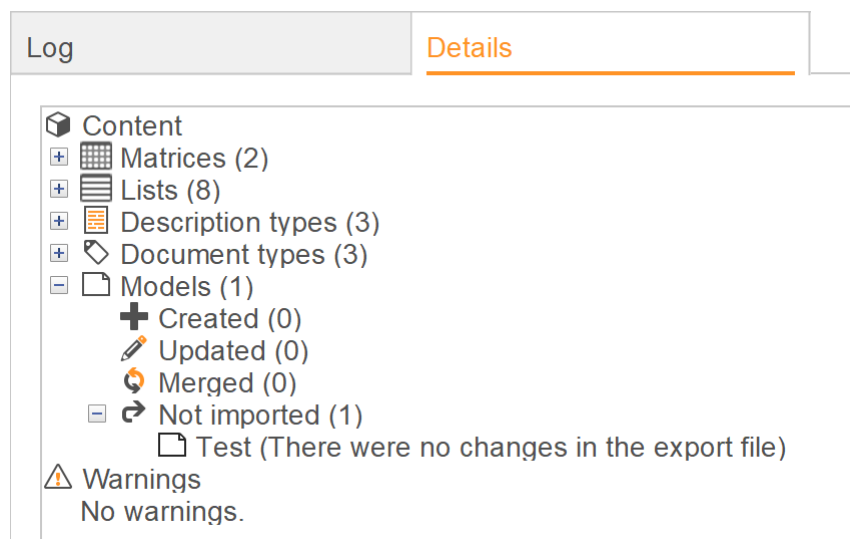 Log
Details
Content
Matrices (2)
Lists (8)
Description types (3)
Document types (3)
Models (1)
Created (0)
Updated (0)
Merged (0)
Not imported (1)
Test (There were no changes in the export file)
Warnings
No warnings.